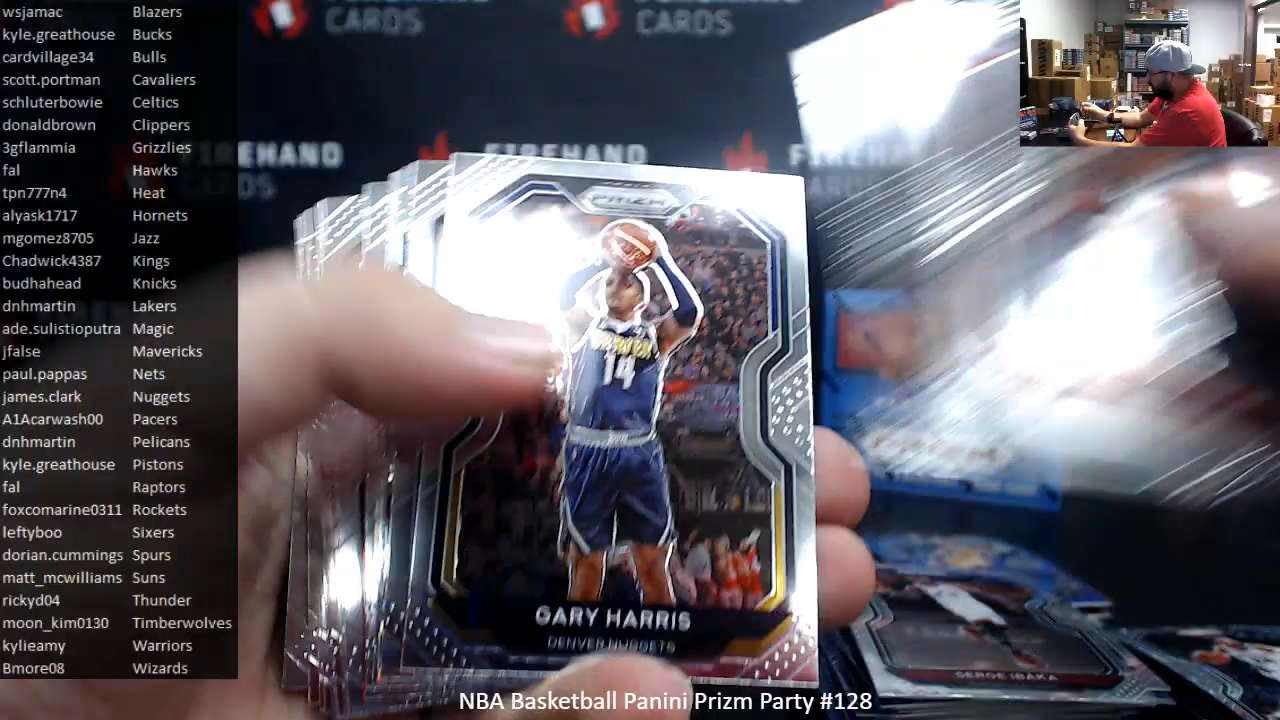 wsjamac Blazers
kyle.greathouse Bucks
cardvillage34 Bulls
scott.portman Cavaliers
schluterbowie Celtics
donaldbrown Clippers
3gflammia Grizzlies
fal Hawks
tpn777n4 Heat
alyask1717 Hornets
mgomez8705 Jazz
Chadwick4387 Kings
budhahead Knicks
dnhmartin Lakers
ade.sulistioputra Magic
jfalse Mavericks
paul.pappas Nets
james.clark Nuggets
A1Acarwash00 Pacers
dnhmartin Pelicans
kyle.greathouse Pistons
fal Raptors
foxcomarine0311 Rockets
leftyboo Sixers
dorian.cummings Spurs
matt_mcwilliams Suns
rickyd04 Thunder
moon_kim0130 Timberwolves
kylieamy Warriors
Bmore08 Wizards
CARDS
CARDS
FIREHAND
CARDS
FIREHAND
PRIZM
14
GARY HARRIS
DENVER NUGGETS
SERGE IBAKA
NBA Basketball Panini Prizm Party #128